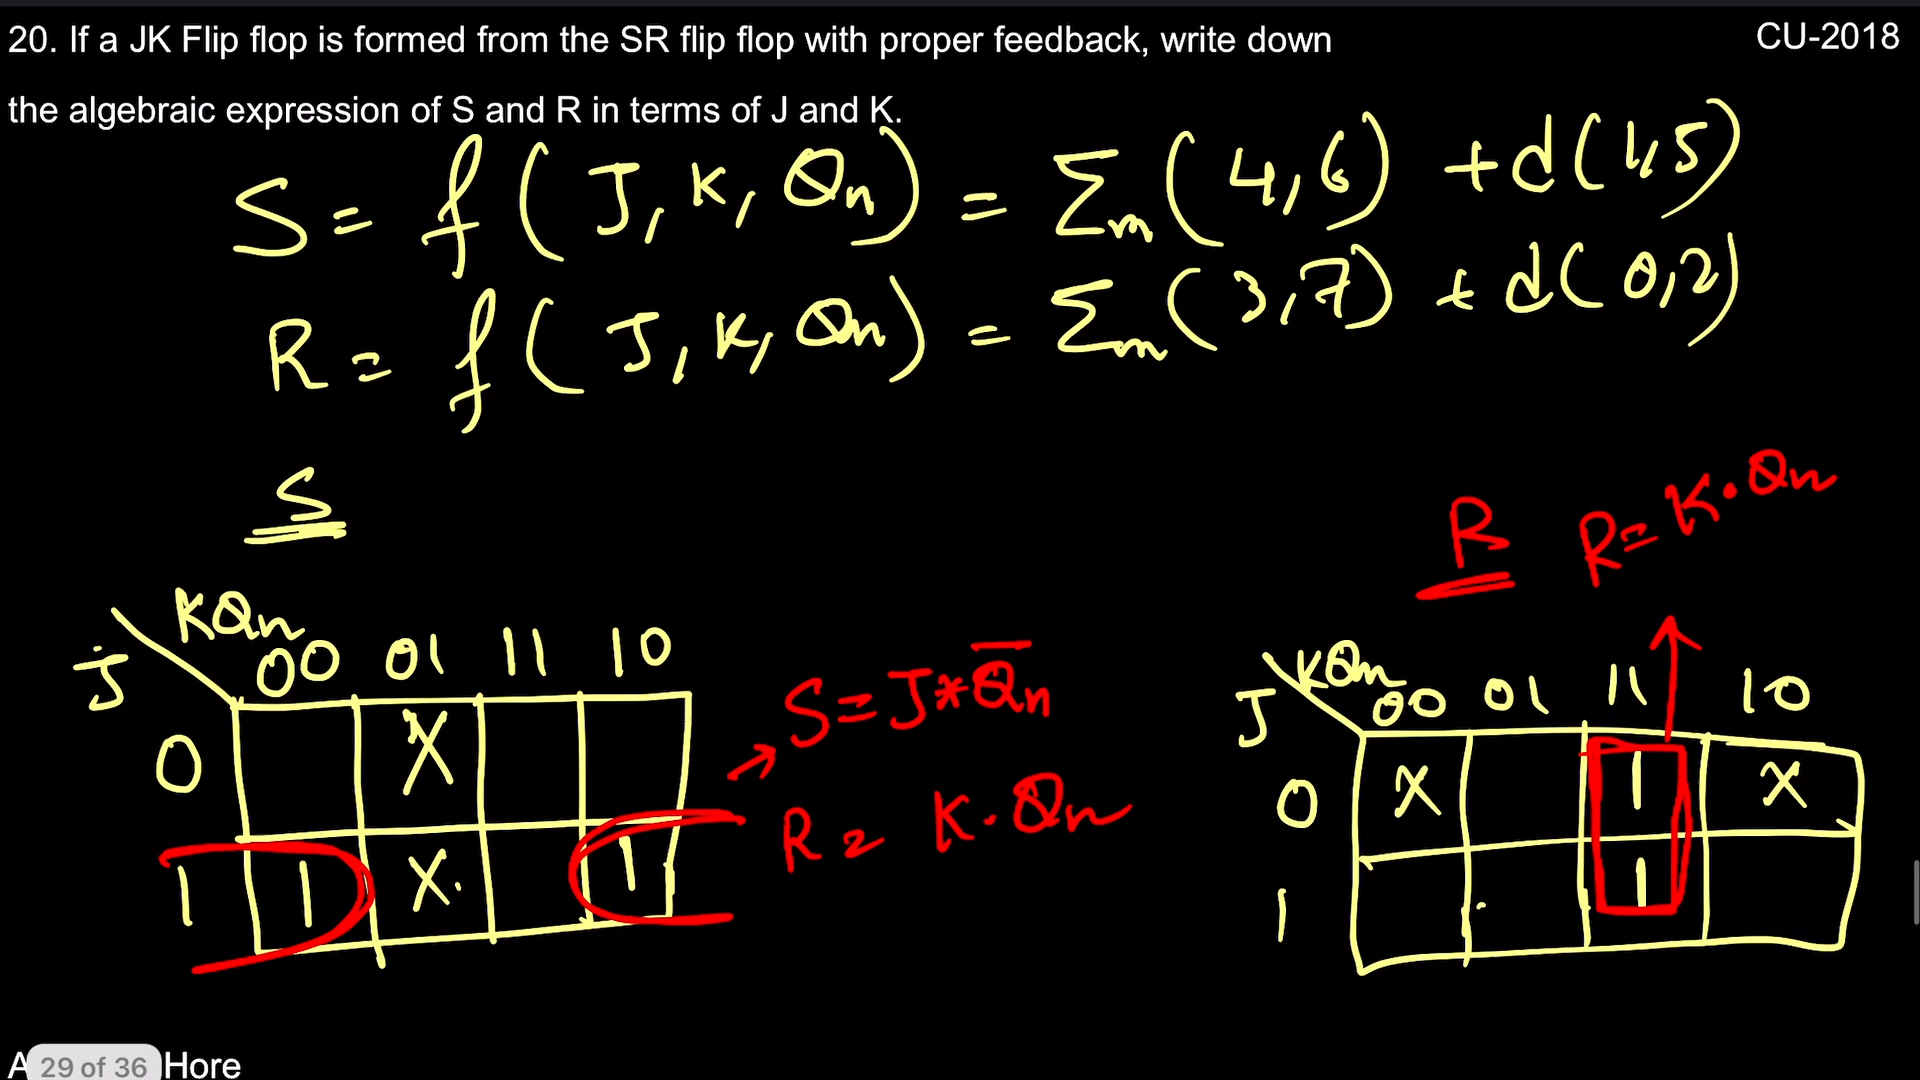 20. If a JK Flip flop is formed from the SR flip flop with proper feedback, write down
CU-2018
the algebraic expression of S and R in terms of J and K.
S = f(J, K, Qn) = Σm(4,6) + d(1,5)
R = f(J, K, Qn) = Σm(3,7) + d(0,2)
S
R
R = K·Qn
KQn
J
00 01 11 10
0 X
1 1 X 1
S = J * Q̅n
R = K·Qn
KQn
J
00 01 11 10
0 X 1 X
1 1
A
29 of 36
Hore